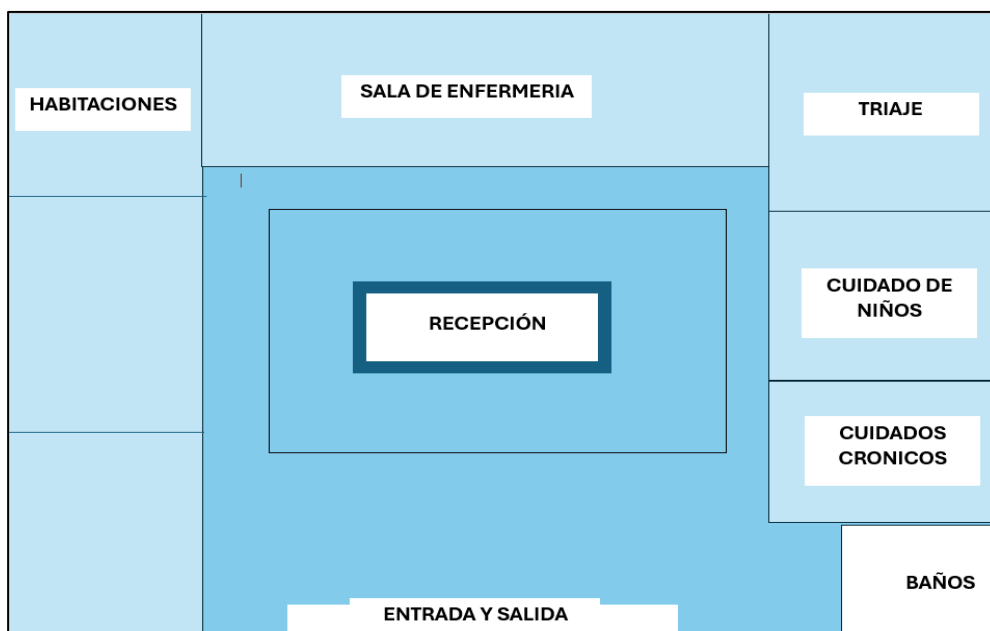 HABITACIONES
SALA DE ENFERMERIA
TRIAJE
CUIDADO DE
NIÑOS
RECEPCIÓN
CUIDADOS
CRONICOS
BAÑOS
ENTRADA Y SALIDA